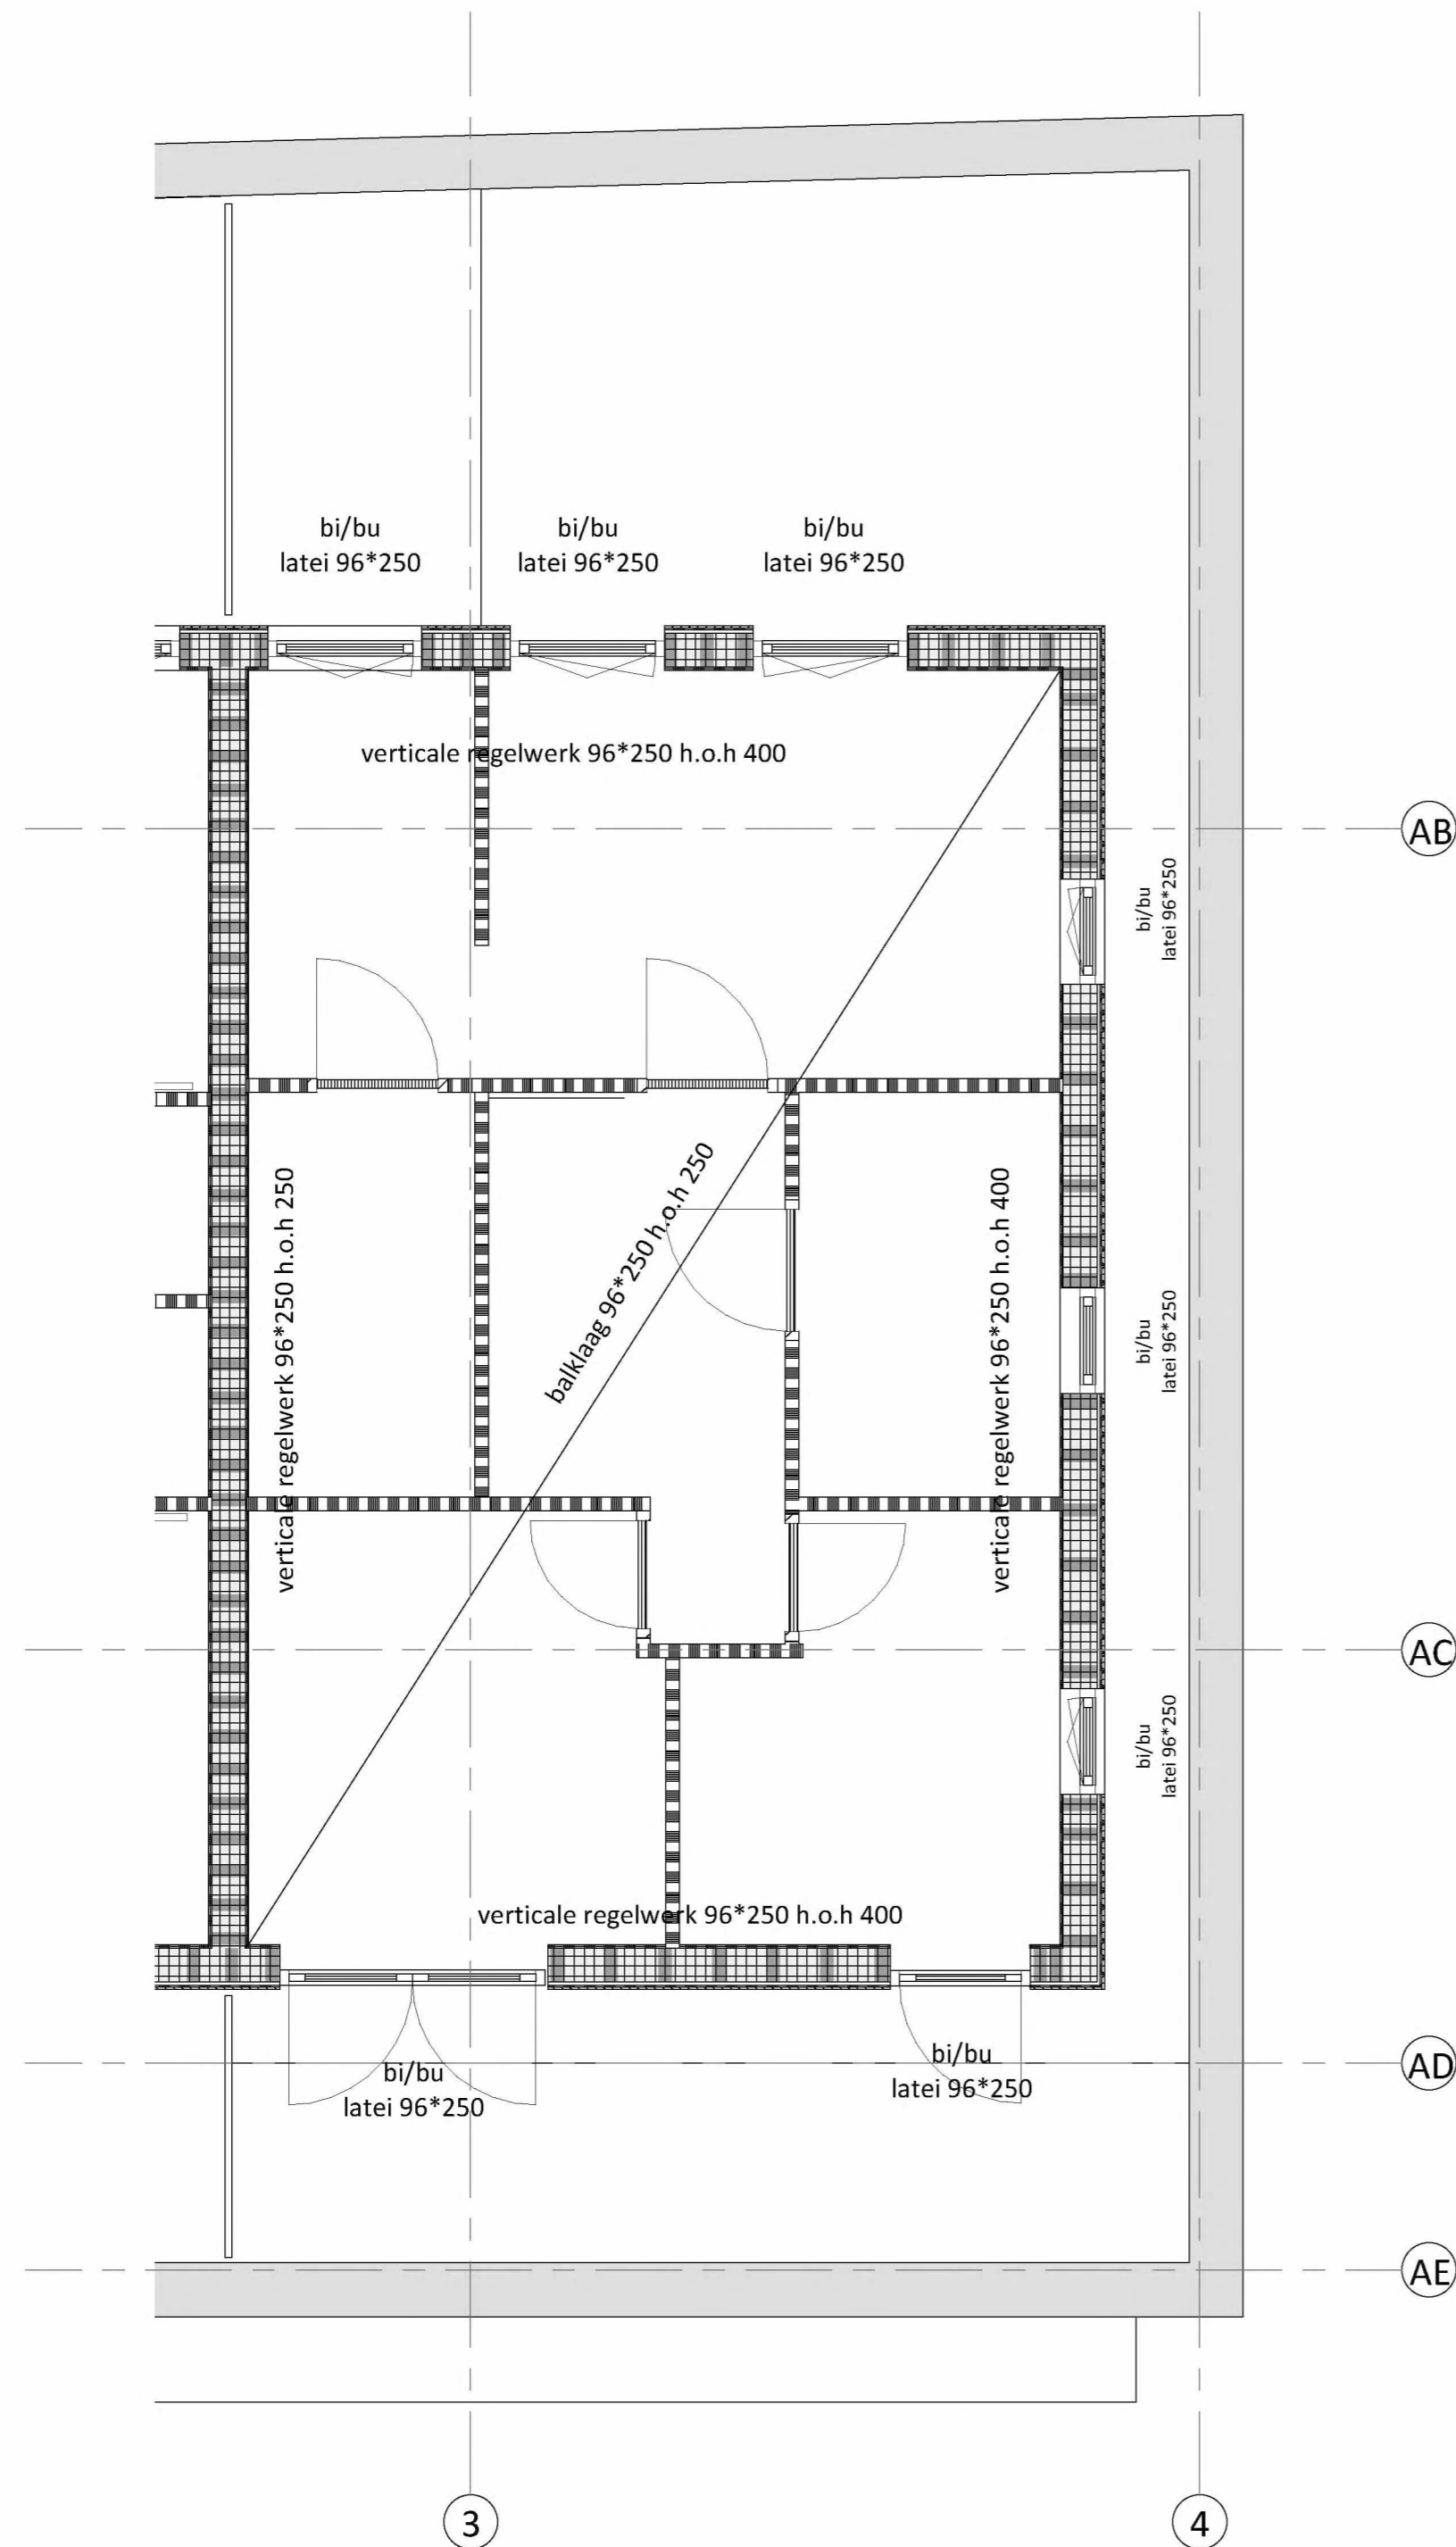 bi/bu
latei 96*250
bi/bu
latei 96*250
bi/bu
latei 96*250
verticale regelwerk 96*250 h.o.h 400
AB
bi/bu
latei 96*250
verticale regelwerk 96*250 h.o.h 250
balklaag 96*250 h.o.h 250
verticale regelwerk 96*250 h.o.h 400
bi/bu
latei 96*250
AC
bi/bu
latei 96*250
verticale regelwerk 96*250 h.o.h 400
bi/bu
latei 96*250
bi/bu
latei 96*250
AD
AE
3
4